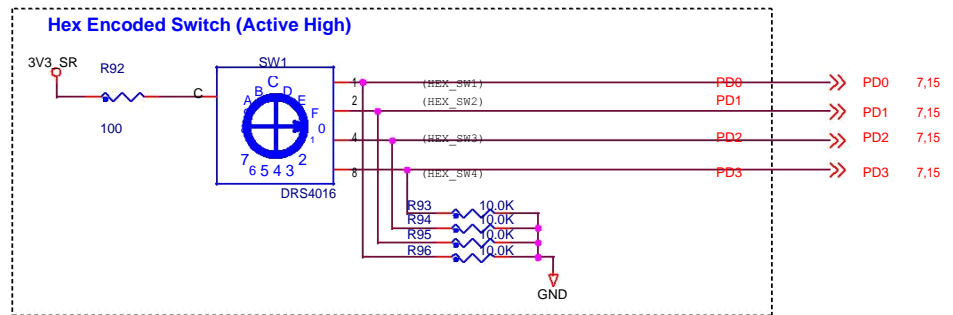 Hex Encoded Switch (Active High)
3V3_SR
R92
100
SW1
C
C
B
D
A
E
F
0
1
2
3
4
5
6
7
DRS4016
1 (HEX_SW1) PD0 PD0 7,15
2 (HEX_SW2) PD1 PD1 7,15
4 (HEX_SW3) PD2 PD2 7,15
8 (HEX_SW4) PD3 PD3 7,15
R93 10.0K
R94 10.0K
R95 10.0K
R96 10.0K
GND